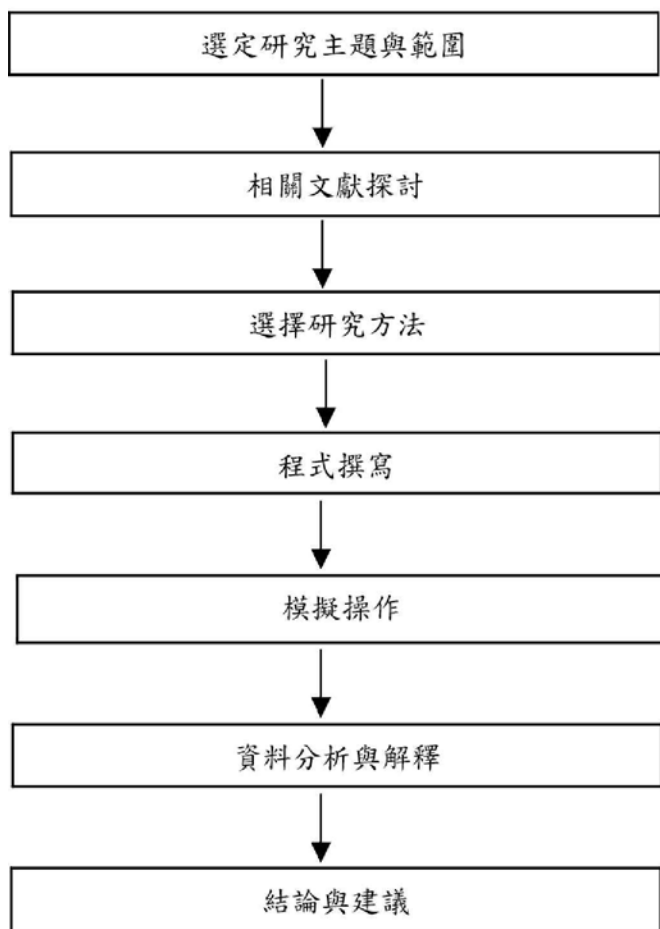 選定研究主題與範圍
相關文獻探討
選擇研究方法
程式撰寫
模擬操作
資料分析與解釋
結論與建議